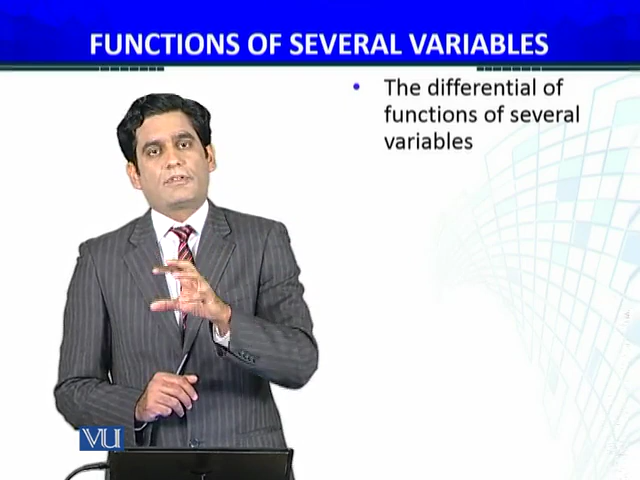 FUNCTIONS OF SEVERAL VARIABLES
• The differential of
functions of several
variables
VU